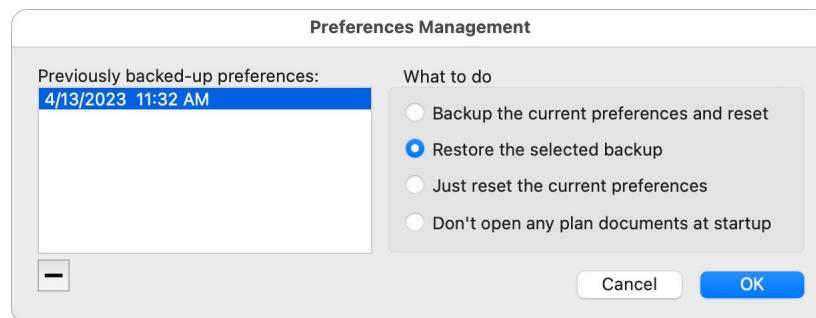 Preferences Management
Previously backed-up preferences:
4/13/2023 11:32 AM
What to do
Backup the current preferences and reset
Restore the selected backup
Just reset the current preferences
Don't open any plan documents at startup
Cancel
OK